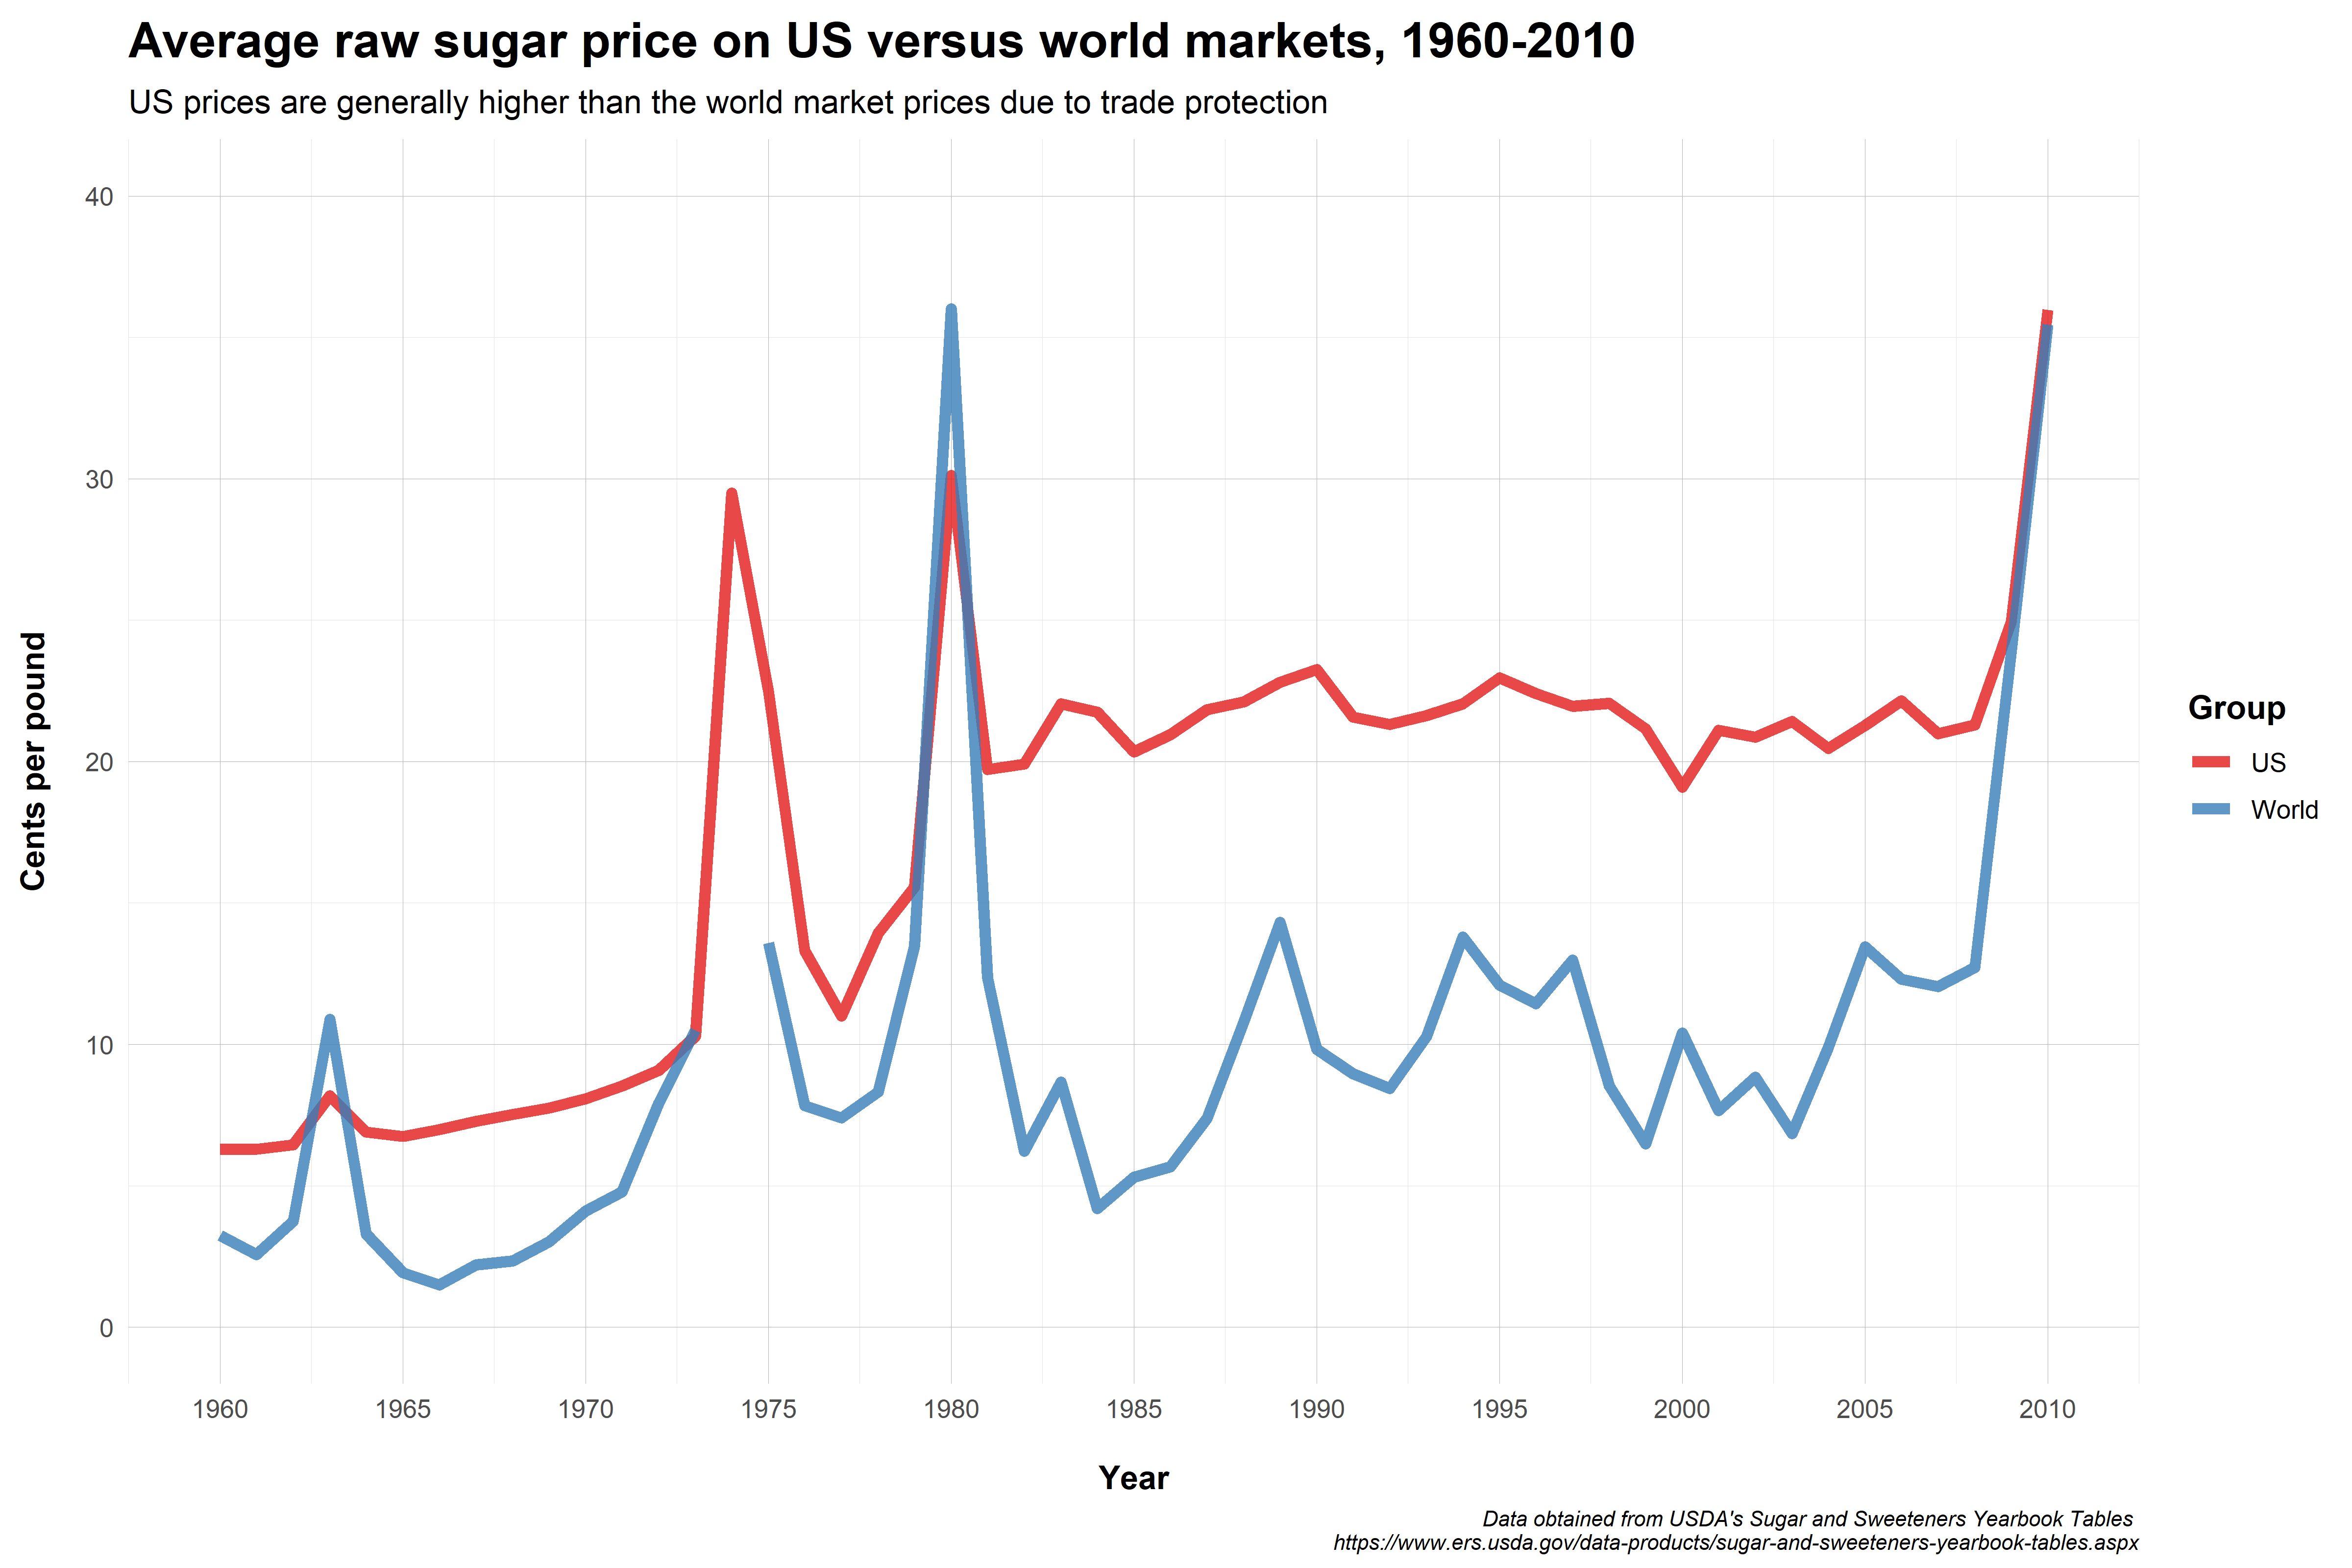 Average raw sugar price on US versus world markets, 1960-2010
US prices are generally higher than the world market prices due to trade protection
Cents per pound
40
30
20
10
0
1960 1965 1970 1975 1980 1985 1990 1995 2000 2005 2010
Year
Group
US
World
Data obtained from USDA's Sugar and Sweeteners Yearbook Tables
https://www.ers.usda.gov/data-products/sugar-and-sweeteners-yearbook-tables.aspx